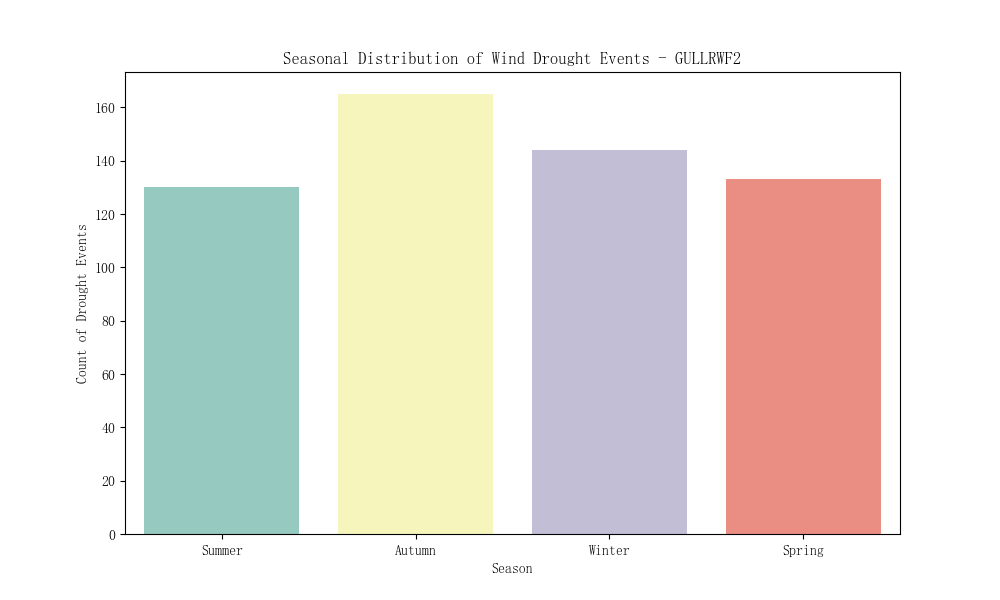 Seasonal Distribution of Wind Drought Events - GULLRWF2
160
140
120
100
80
60
40
20
0
Count of Drought Events
Summer Autumn Winter Spring
Season